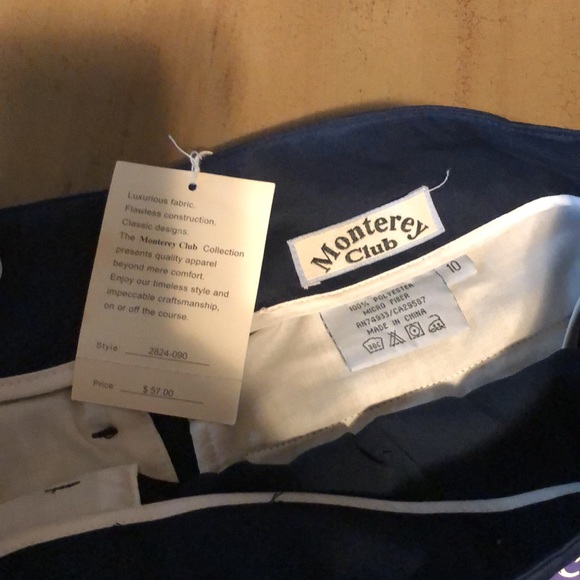 Luxurious fabric.
Flawless construction.
Classic designs.
The Monterey Club Collection
presents quality apparel
beyond mere comfort.
Enjoy our timeless style and
impeccable craftsmanship,
on or off the course.
Style 2824-090
Price $ 57.00
Monterey
Club
10
100% POLYESTER
MICRO FIBER
RN74933/CA29557
MADE IN CHINA
30C